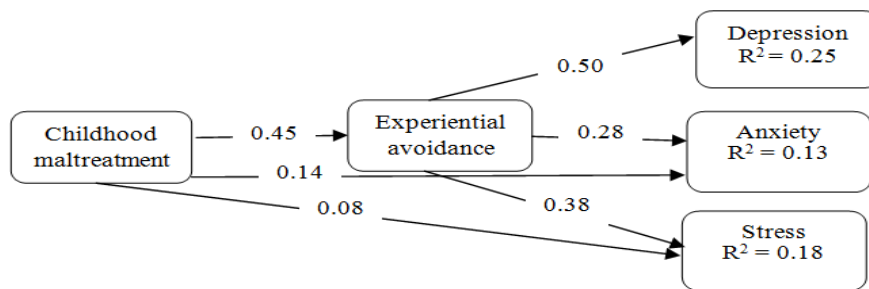 Depression
R² = 0.25
0.50
Childhood
maltreatment
0.45
Experiential
avoidance
0.28
Anxiety
R² = 0.13
0.14
0.08
0.38
Stress
R² = 0.18